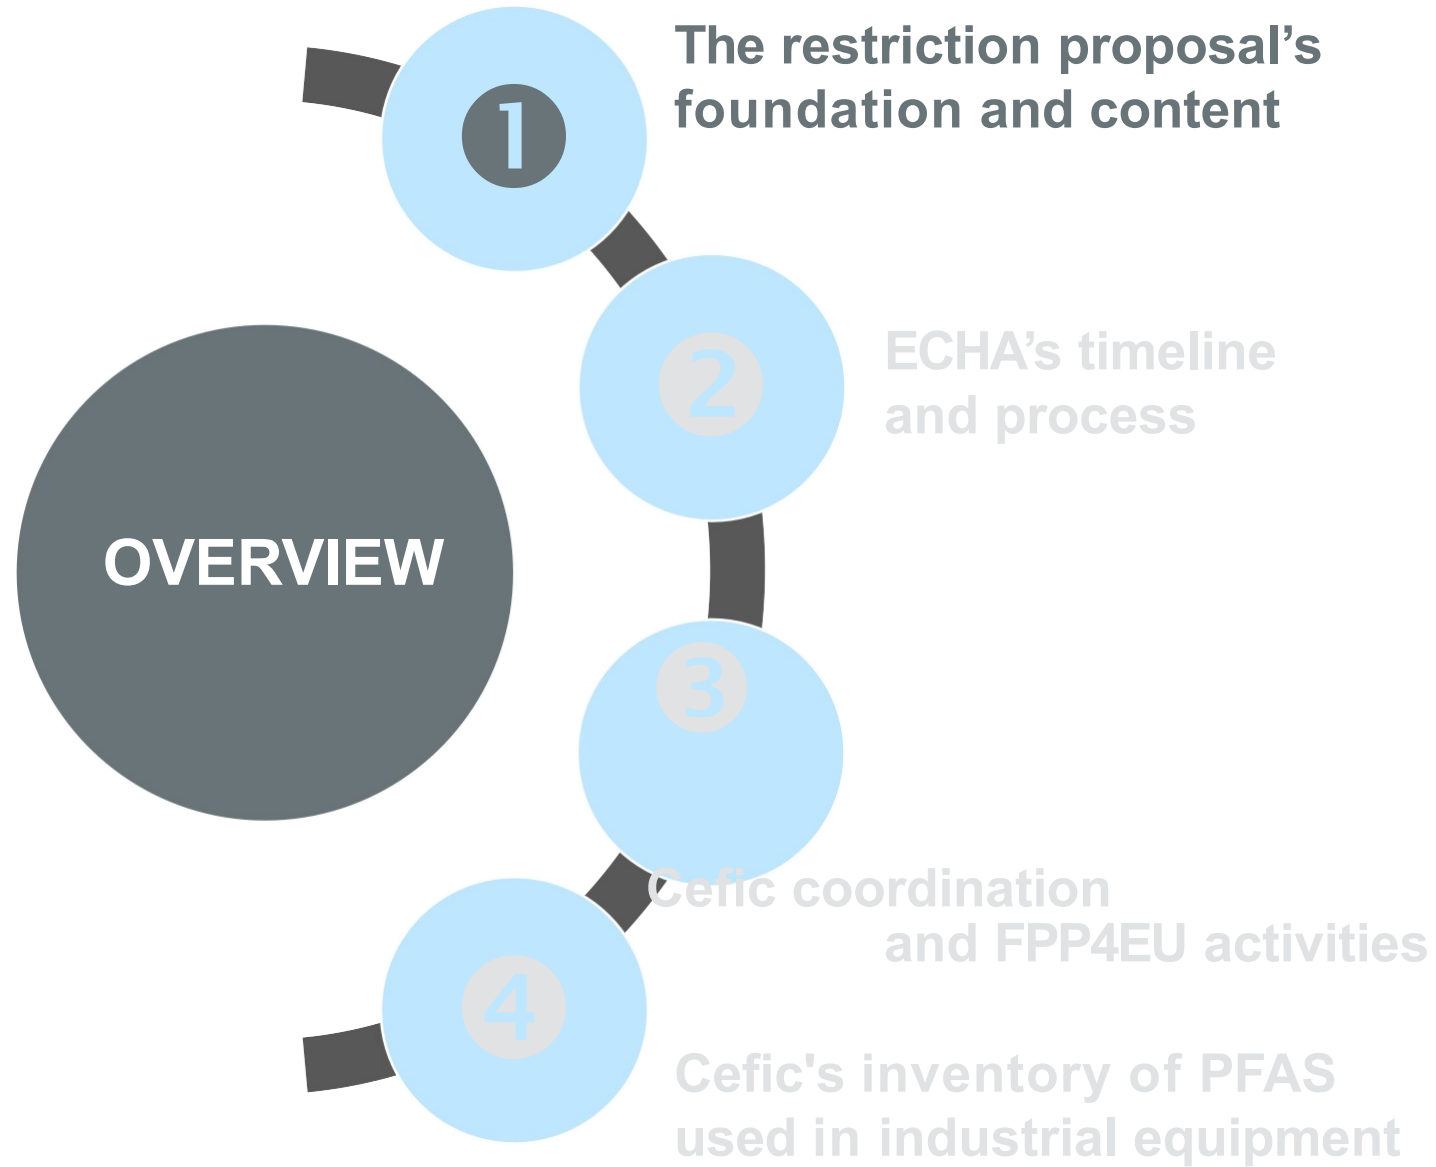 1
The restriction proposal’s
foundation and content
2
ECHA’s timeline
and process
OVERVIEW
3
Cefic coordination
and FPP4EU activities
4
Cefic's inventory of PFAS
used in industrial equipment